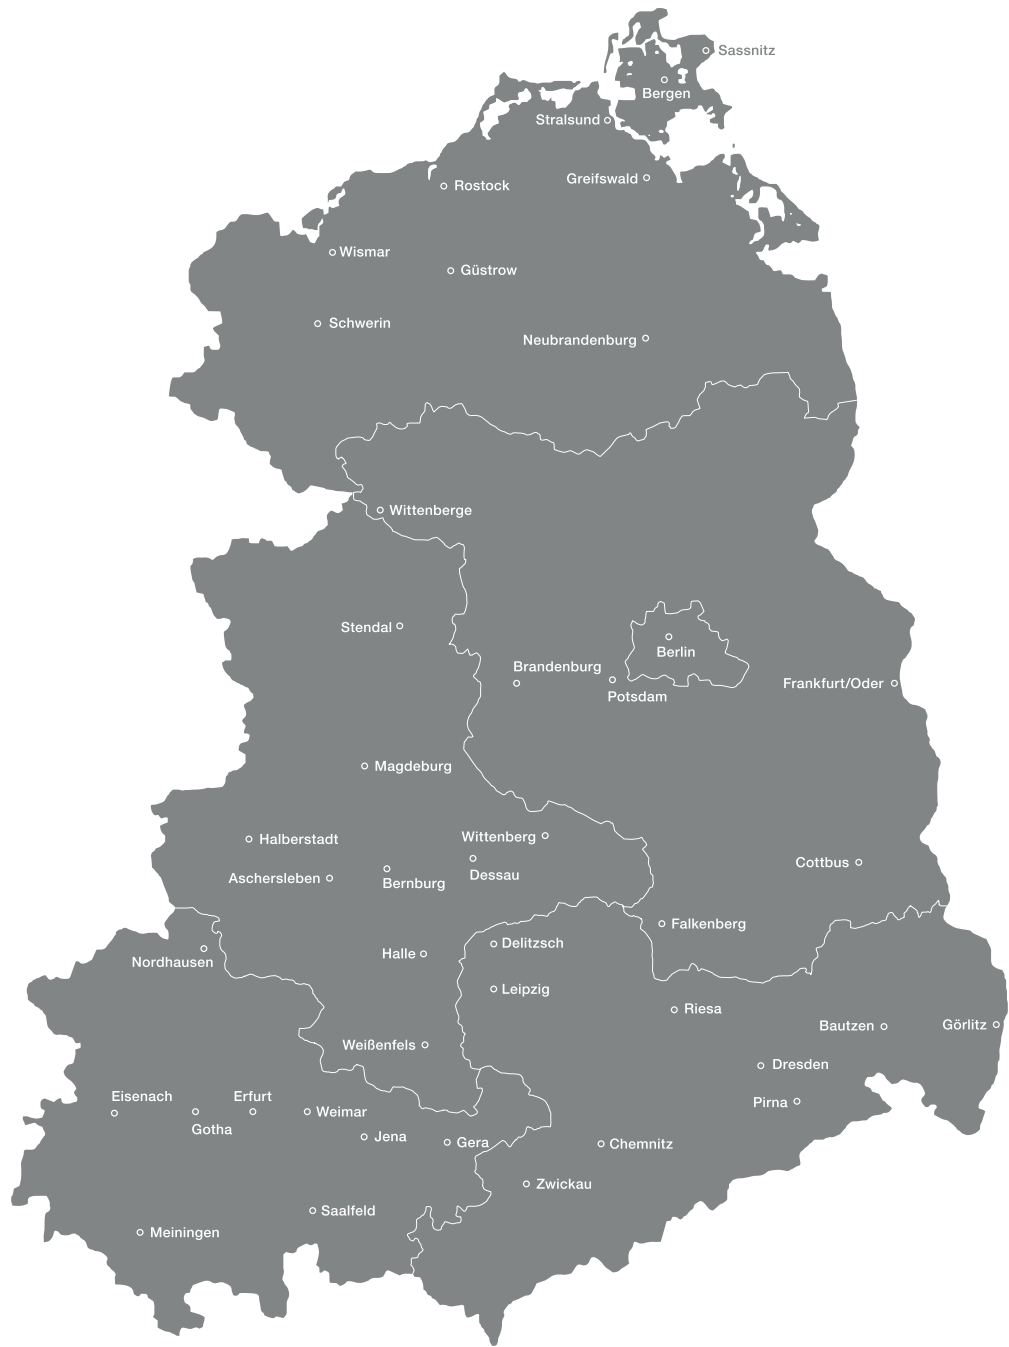 Sassnitz
Bergen
Stralsund
Greifswald
Rostock
Wismar
Güstrow
Schwerin
Neubrandenburg
Wittenberge
Stendal
Berlin
Brandenburg
Frankfurt/Oder
Potsdam
Magdeburg
Wittenberg
Halberstadt
Cottbus
Dessau
Aschersleben
Bernburg
Falkenberg
Delitzsch
Halle
Nordhausen
Leipzig
Riesa
Görlitz
Bautzen
Weißenfels
Dresden
Eisenach
Erfurt
Pirna
Weimar
Gotha
Jena
Gera
Chemnitz
Zwickau
Saalfeld
Meiningen